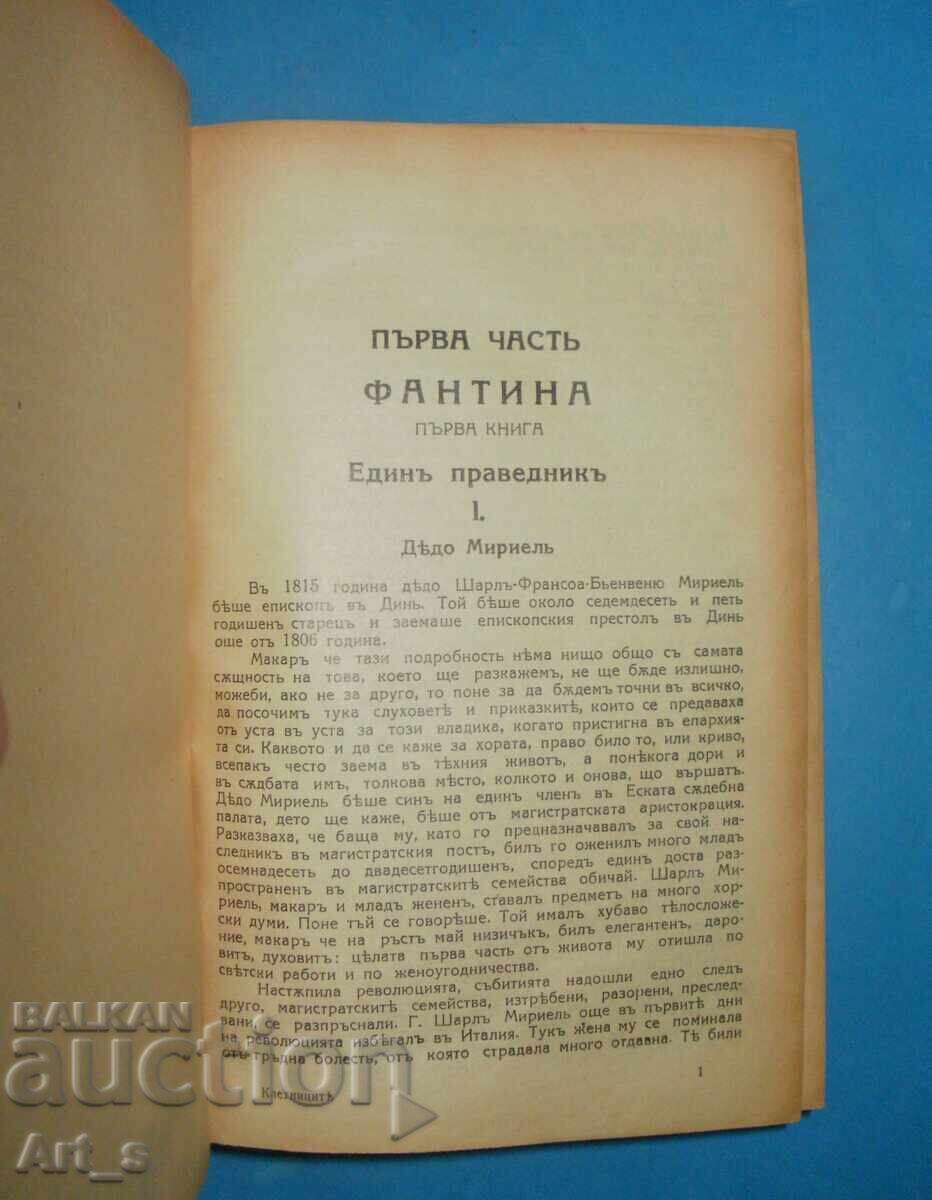 ПЪРВА ЧАСТЬ
ФАНТИНА
ПЪРВА КНИГА
Единъ праведникъ
I.
Дѣдо Мириель
Въ 1815 година дѣдо Шарлъ-Франсоа-Бьенвеню Мириель
бѣше епископъ въ Динь. Той бѣше около седемдесеть и петь
годишенъ старецъ и заемаше епископския престолъ въ Динь
още отъ 1806 година.
Макаръ че тази подробность нѣма нищо общо съ самата
сѫщность на това, което ще разкажемъ, не ще бѫде излишно,
можеби, ако не за друго, то поне за да бѫдемъ точни въ всичко,
да посочимъ тука слуховетѣ и приказкитѣ, които се предаваха
отъ уста въ уста за този владика, когато пристигна въ епархия-
та си. Каквото и да се каже за хората, право било то, или криво,
всепакъ често заема въ тѣхния животъ, а понѣкога дори и
въ сѫдбата имъ, толкова мѣсто, колкото и онова, що вършатъ.
Дѣдо Мириель бѣше синъ на единъ членъ въ Еската сѫдебна
палата, дето ще каже, бѣше отъ магистратската аристокрация.
Разказваха, че баща му, като го предназначавалъ за свой на-
следникъ въ магистратския постъ, билъ го оженилъ много младъ
осемнадесеть до двадесетгодишенъ, споредъ единъ доста раз-
пространенъ въ магистратскитѣ семейства обичай. Шарлъ Ми-
риель, макаръ и младъ жененъ, ставалъ предметъ на много хор-
ски думи. Поне тъй се говорѣше. Той ималъ хубаво тѣлосложе-
ние, макаръ че на ръстъ май низичъкъ, билъ елегантенъ, даро-
витъ, духовитъ: цѣлата първа часть отъ живота му отишла по
свѣтски работи и по женоугодничества.
Настѫпила революцията, събитията надошли едно следъ
друго, магистратскитѣ семейства, изтрѣбени, разорени, преслед-
вани, се разпръснали. Г. Шарлъ Мириель още въ първитѣ дни
на революцията избѣгалъ въ Италия. Тукъ жена му се поминала
отъ гръдна болесть, отъ която страдала много отдавна. Тѣ били
1
Клетницитѣ
BALKAN
auction
Art_s